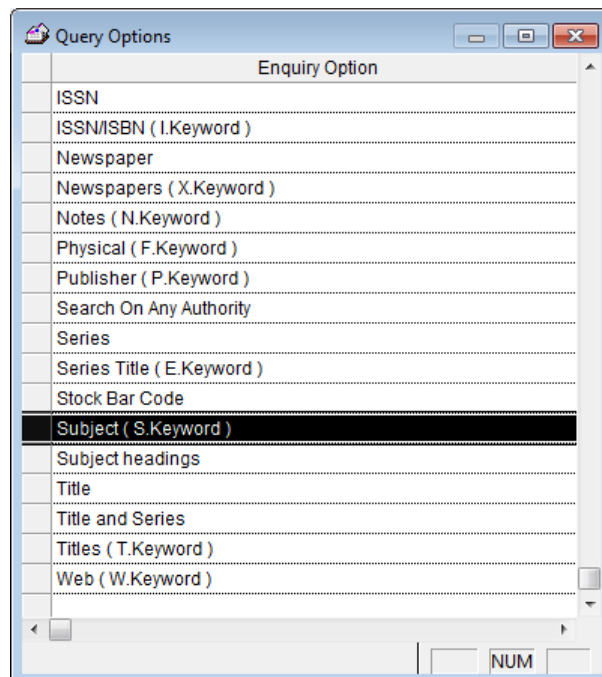 Query Options
Enquiry Option
ISSN
ISSN/ISBN ( I.Keyword )
Newspaper
Newspapers ( X.Keyword )
Notes ( N.Keyword )
Physical ( F.Keyword )
Publisher ( P.Keyword )
Search On Any Authority
Series
Series Title ( E.Keyword )
Stock Bar Code
Subject ( S.Keyword )
Subject headings
Title
Title and Series
Titles ( T.Keyword )
Web ( W.Keyword )
NUM